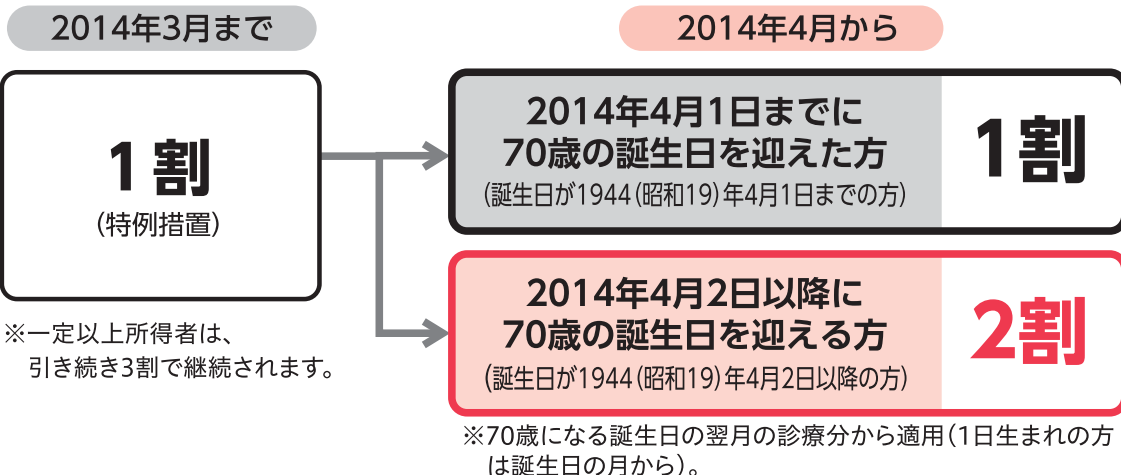 2014年3月まで
1割
(特例措置)
※一定以上所得者は、
引き続き3割で継続されます。
2014年4月から
2014年4月1日までに
70歳の誕生日を迎えた方
(誕生日が1944(昭和19)年4月1日までの方)
1割
2014年4月2日以降に
70歳の誕生日を迎える方
(誕生日が1944(昭和19)年4月2日以降の方)
2割
※70歳になる誕生日の翌月の診療分から適用(1日生まれの方
は誕生日の月から)。